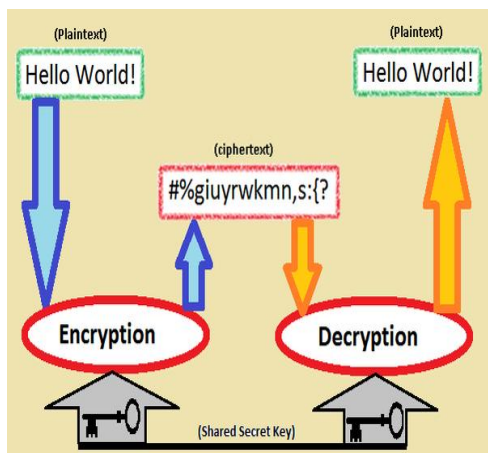 (Plaintext)
Hello World!
(Plaintext)
Hello World!
(ciphertext)
#%giuyrwkmn,s:{?
Encryption
Decryption
(Shared Secret Key)